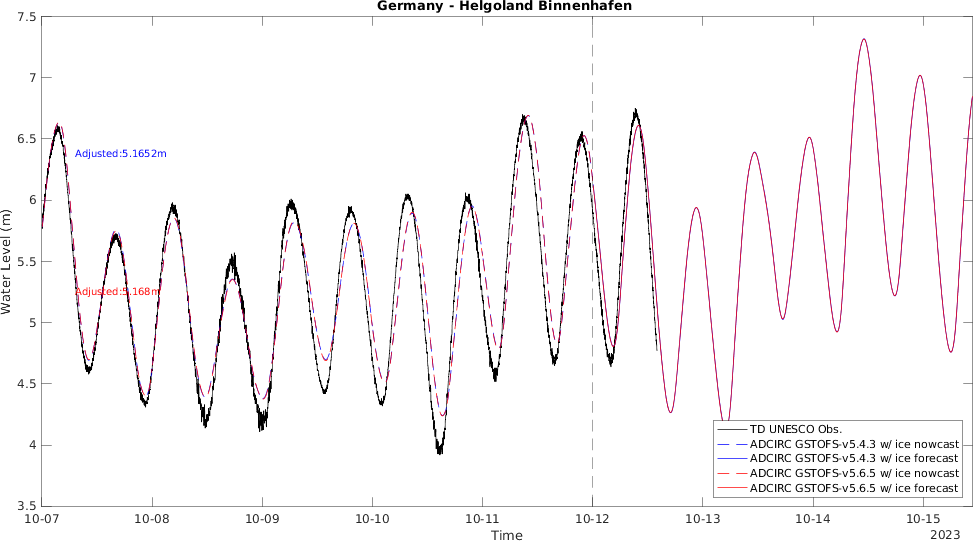 Germany - Helgoland Binnenhafen
7.5
7
6.5
6
5.5
5
4.5
4
3.5
Water Level (m)
Adjusted:5.1652m
Adjusted:5.168m
TD UNESCO Obs.
ADCIRC GSTOFS-v5.4.3 w/ ice nowcast
ADCIRC GSTOFS-v5.4.3 w/ ice forecast
ADCIRC GSTOFS-v5.6.5 w/ ice nowcast
ADCIRC GSTOFS-v5.6.5 w/ ice forecast
10-07 10-08 10-09 10-10 10-11 10-12 10-13 10-14 10-15
Time
2023